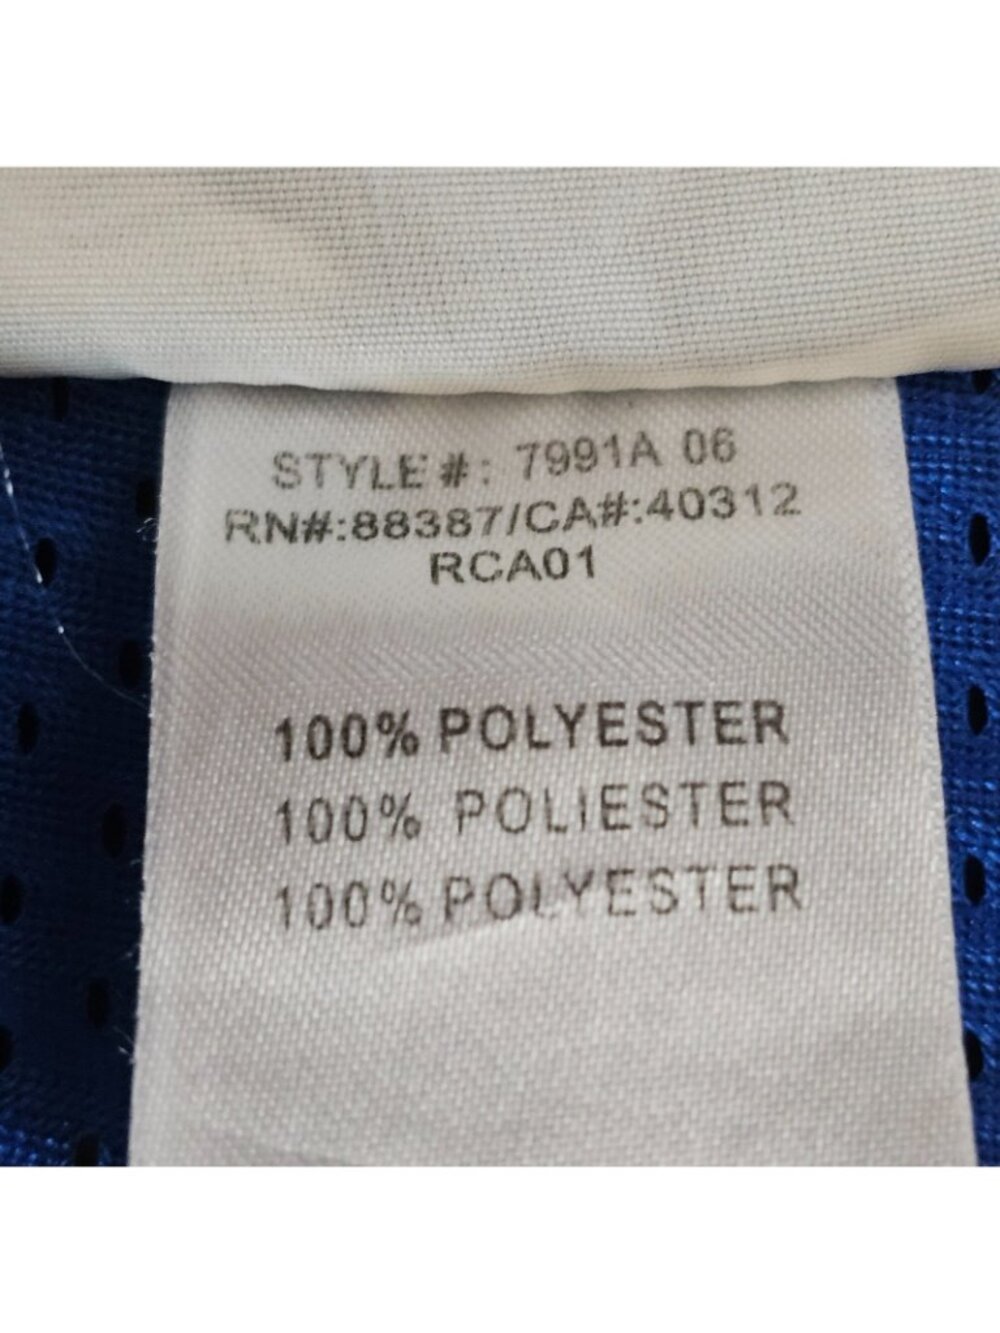 STYLE#: 7991A 06
RN#:88387/CA#:40312
RCA01
100% POLYESTER
100% POLIESTER
100% POLYESTER